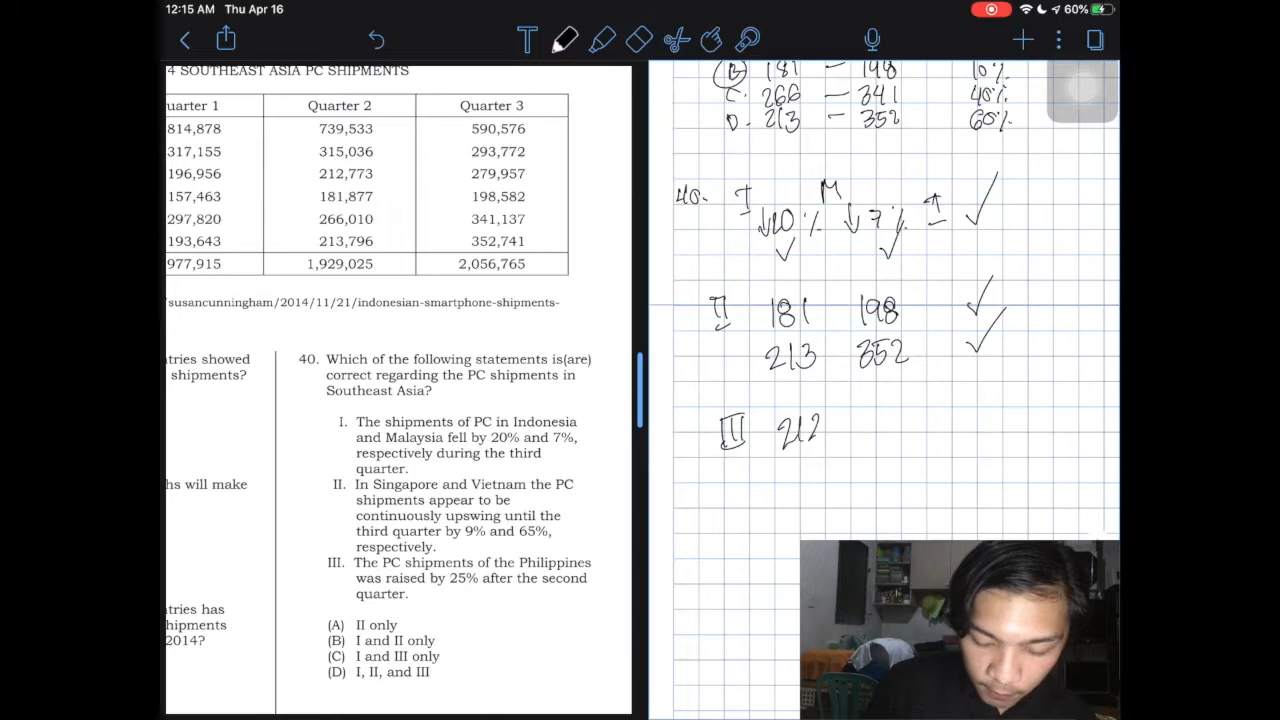 12:15 AM Thu Apr 16
60%
T
4 SOUTHEAST ASIA PC SHIPMENTS
uarter 1 Quarter 2 Quarter 3
814,878 739,533 590,576
317,155 315,036 293,772
196,956 212,773 279,957
157,463 181,877 198,582
297,820 266,010 341,137
193,643 213,796 352,741
977,915 1,929,025 2,056,765
/susancunningham/2014/11/21/indonesian-smartphone-shipments-
ntries showed
shipments?
hs will make
ntries has
hipments
2014?
40. Which of the following statements is(are)
correct regarding the PC shipments in
Southeast Asia?
I. The shipments of PC in Indonesia
and Malaysia fell by 20% and 7%,
respectively during the third
quarter.
II. In Singapore and Vietnam the PC
shipments appear to be
continuously upswing until the
third quarter by 9% and 65%,
respectively.
III. The PC shipments of the Philippines
was raised by 25% after the second
quarter.
(A) II only
(B) I and II only
(C) I and III only
(D) I, II, and III
B 181 — 198 10%
C. 266 — 341 40%
D. 213 — 352 60%
40. I M
↓20% ↓7% I ✓
✓ ✓
II 181 198 ✓
213 352 ✓
III 212